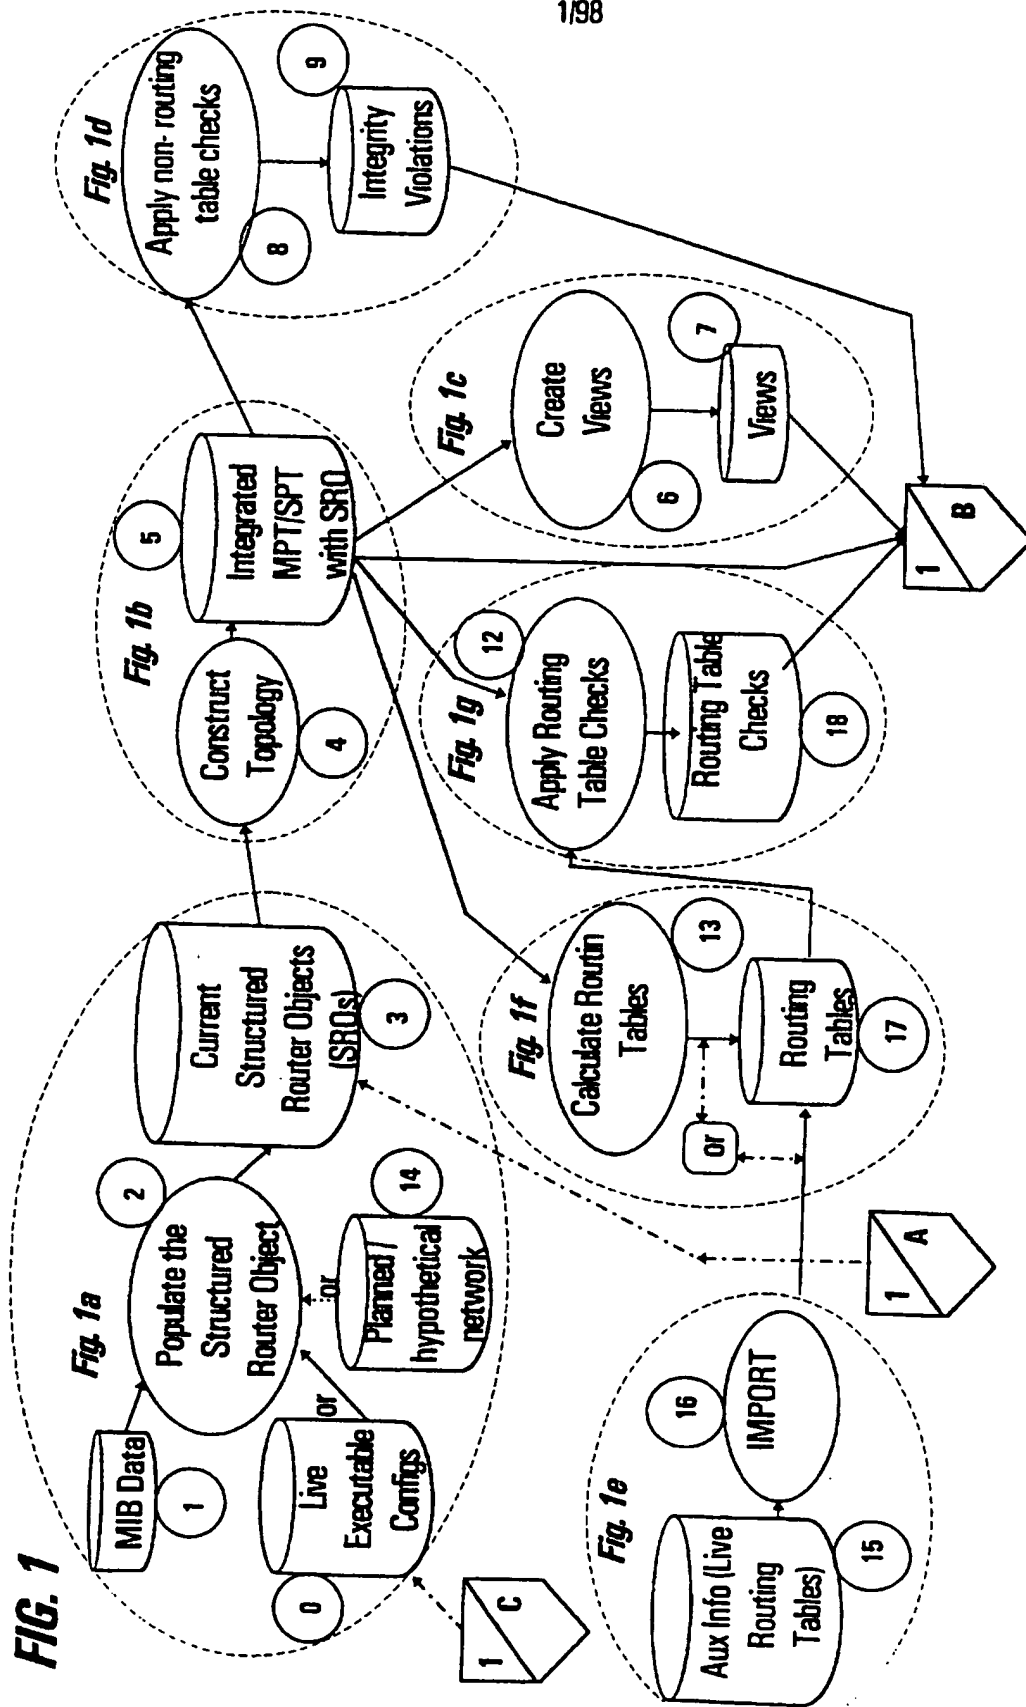 1/98
FIG. 1
Fig. 1a
MIB Data
1
Populate the
Structured
Router Object
2
Current
Structured
Router Objects
(SROs)
3
0
Live
Executable
Configs
or
or
Planned /
hypothetical
network
14
1
C
Fig. 1b
Construct
Topology
4
5
Integrated
MPT/SPT
with SRO
Fig. 1d
Apply non-routing
table checks
8
9
Integrity
Violations
Fig. 1c
Create
Views
6
7
Views
Fig. 1g
12
Apply Routing
Table Checks
Routing Table
Checks
18
Fig. 1f
Calculate Routin
Tables
13
or
Routing
Tables
17
Fig. 1e
Aux Info (Live
Routing
Tables)
15
16
IMPORT
1
A
1
B